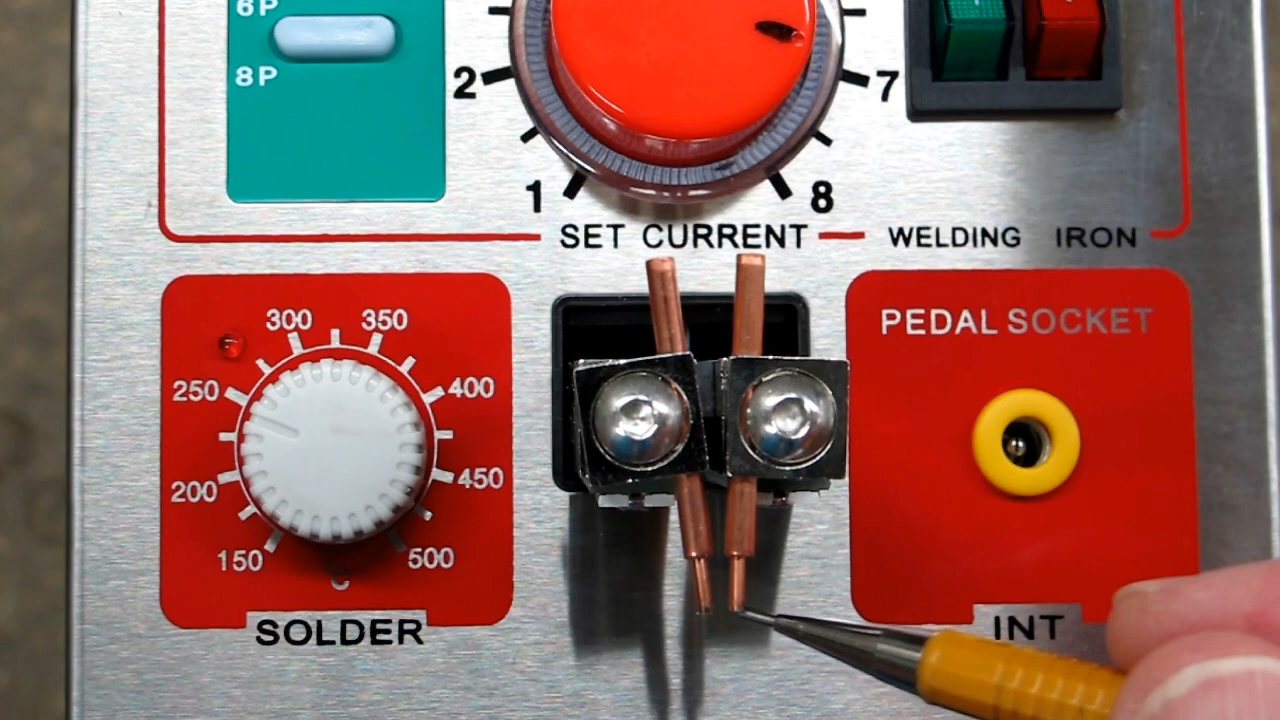 6P
8P
2
7
1
8
SET CURRENT
WELDING IRON
300 350
250 400
200 450
150 500
C
SOLDER
PEDAL SOCKET
INT